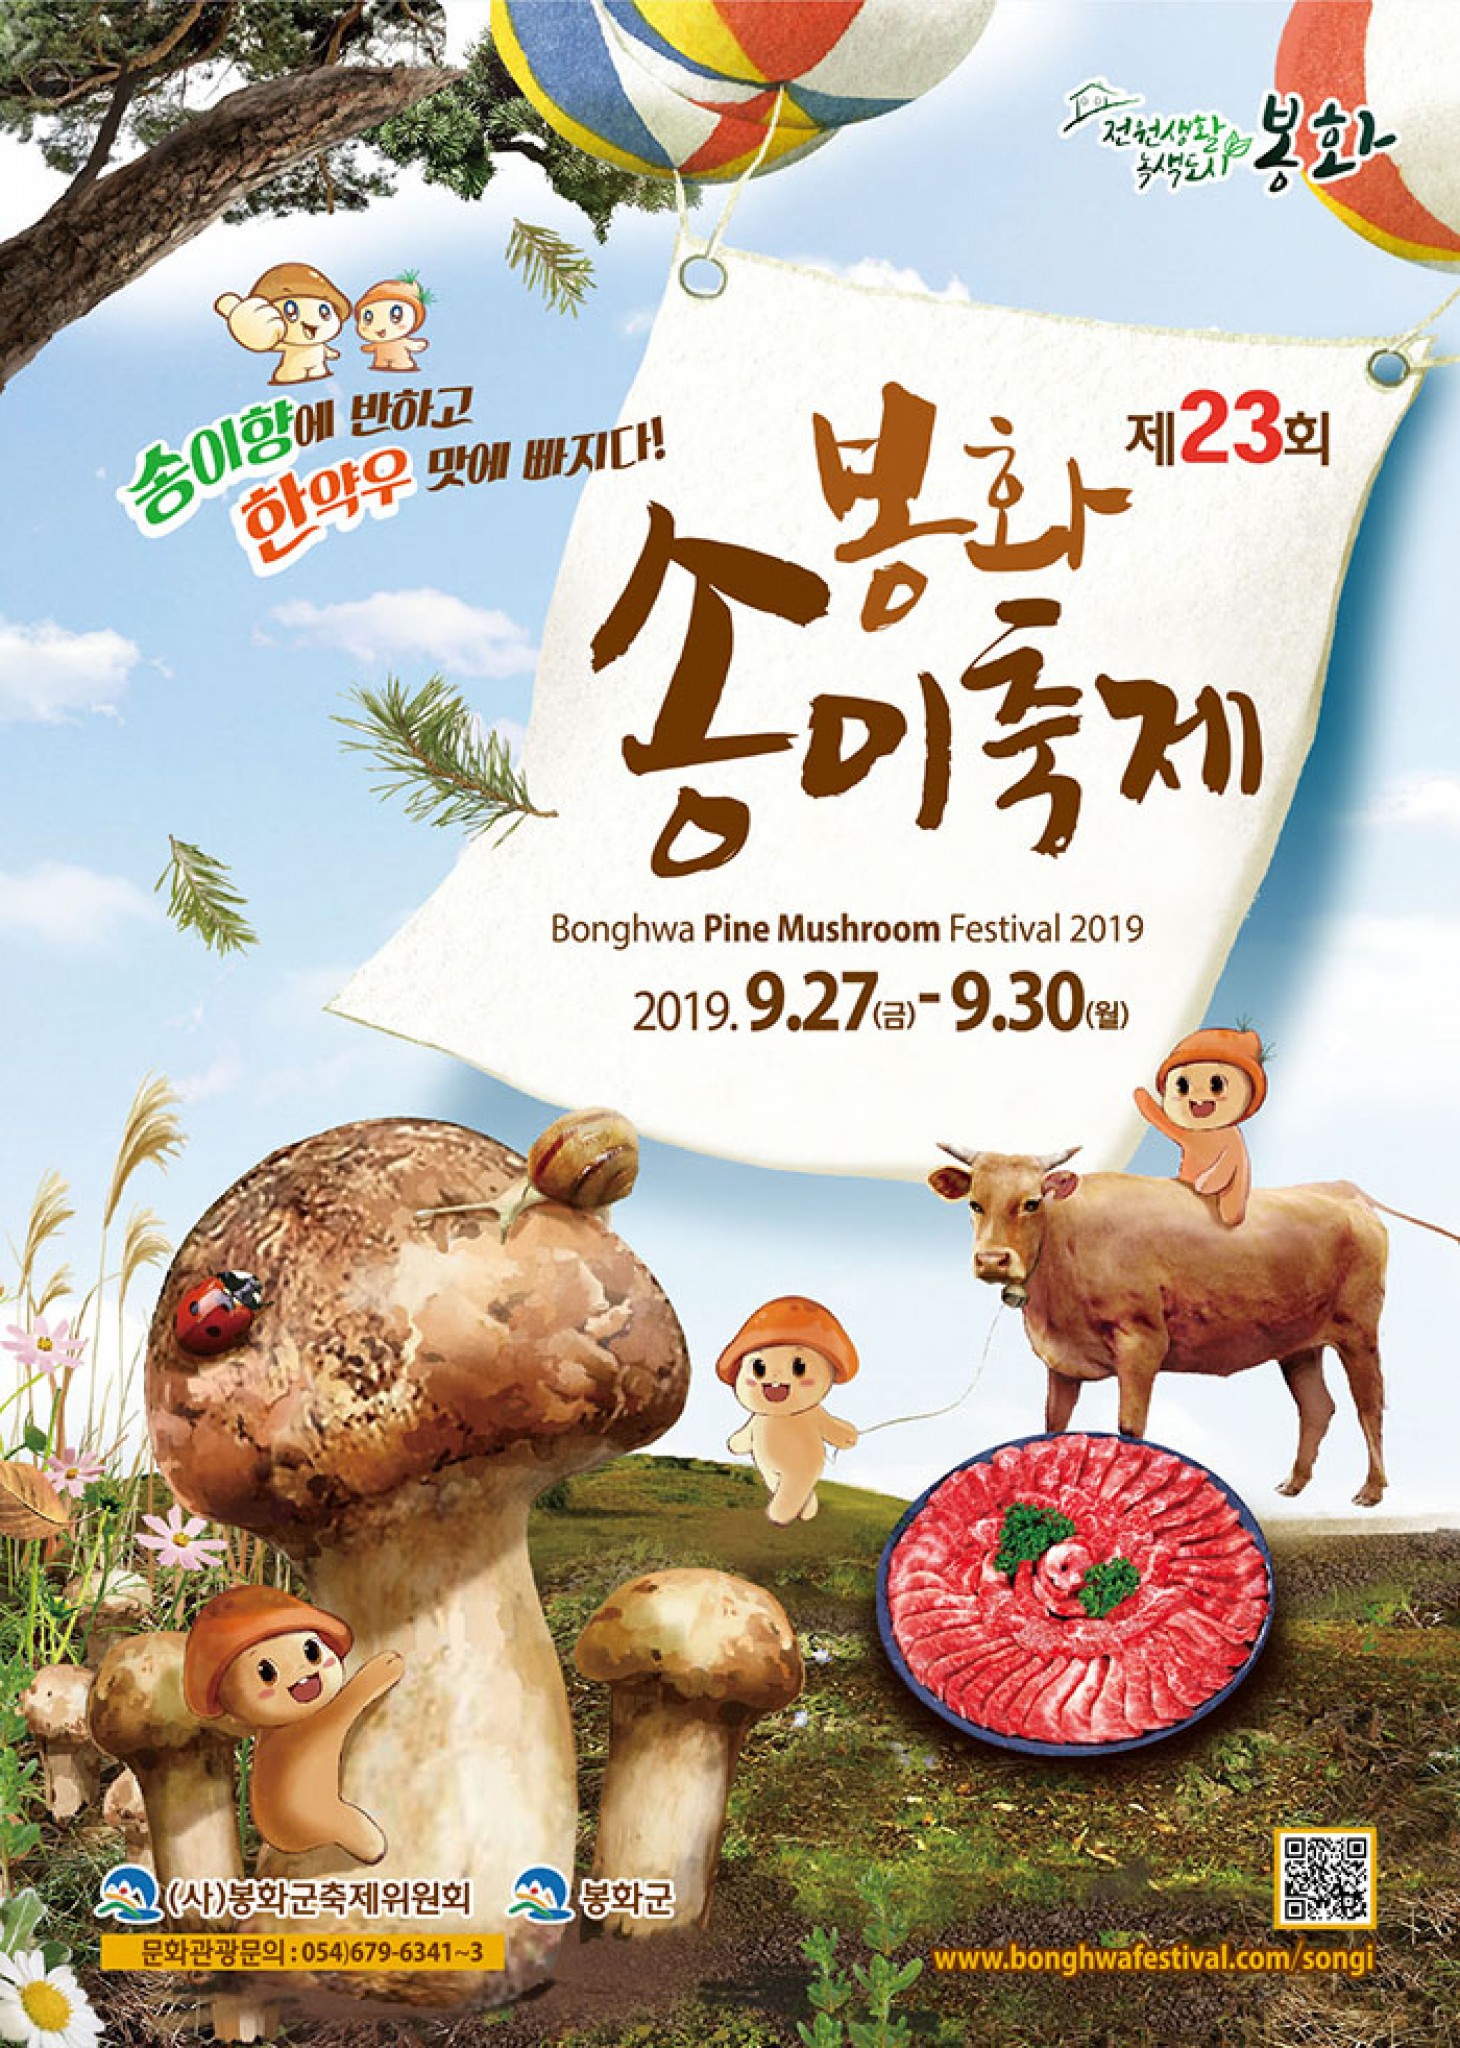 전원생활
녹색도시 봉화
송이향에 반하고
한약우 맛에 빠지다!
제23회
봉화
송이축제
Bonghwa Pine Mushroom Festival 2019
2019. 9.27(금) - 9.30(월)
(사)봉화군축제위원회 봉화군
문화관광문의 : 054)679-6341~3
www.bonghwafestival.com/songi